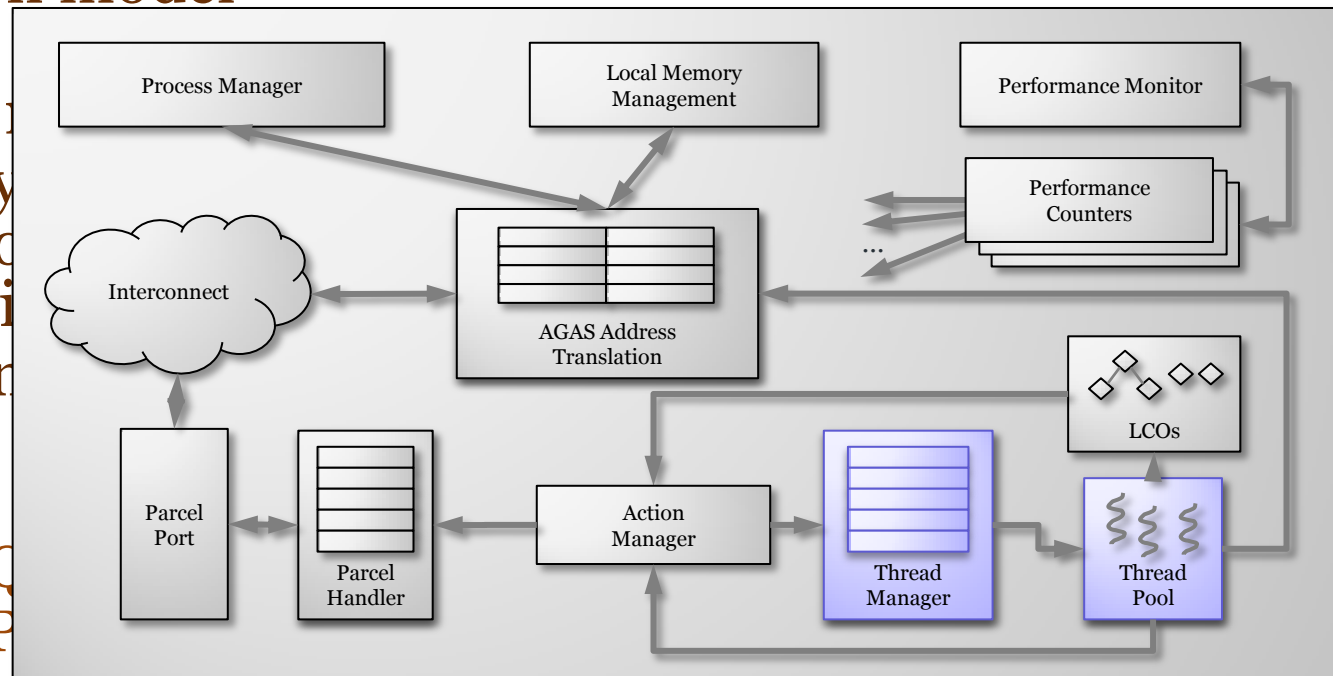 n model
Process Manager
Local Memory
Management
Performance Monitor
Performance
Counters
...
Interconnect
AGAS Address
Translation
LCOs
Parcel
Port
Parcel
Handler
Action
Manager
Thread
Manager
Thread
Pool